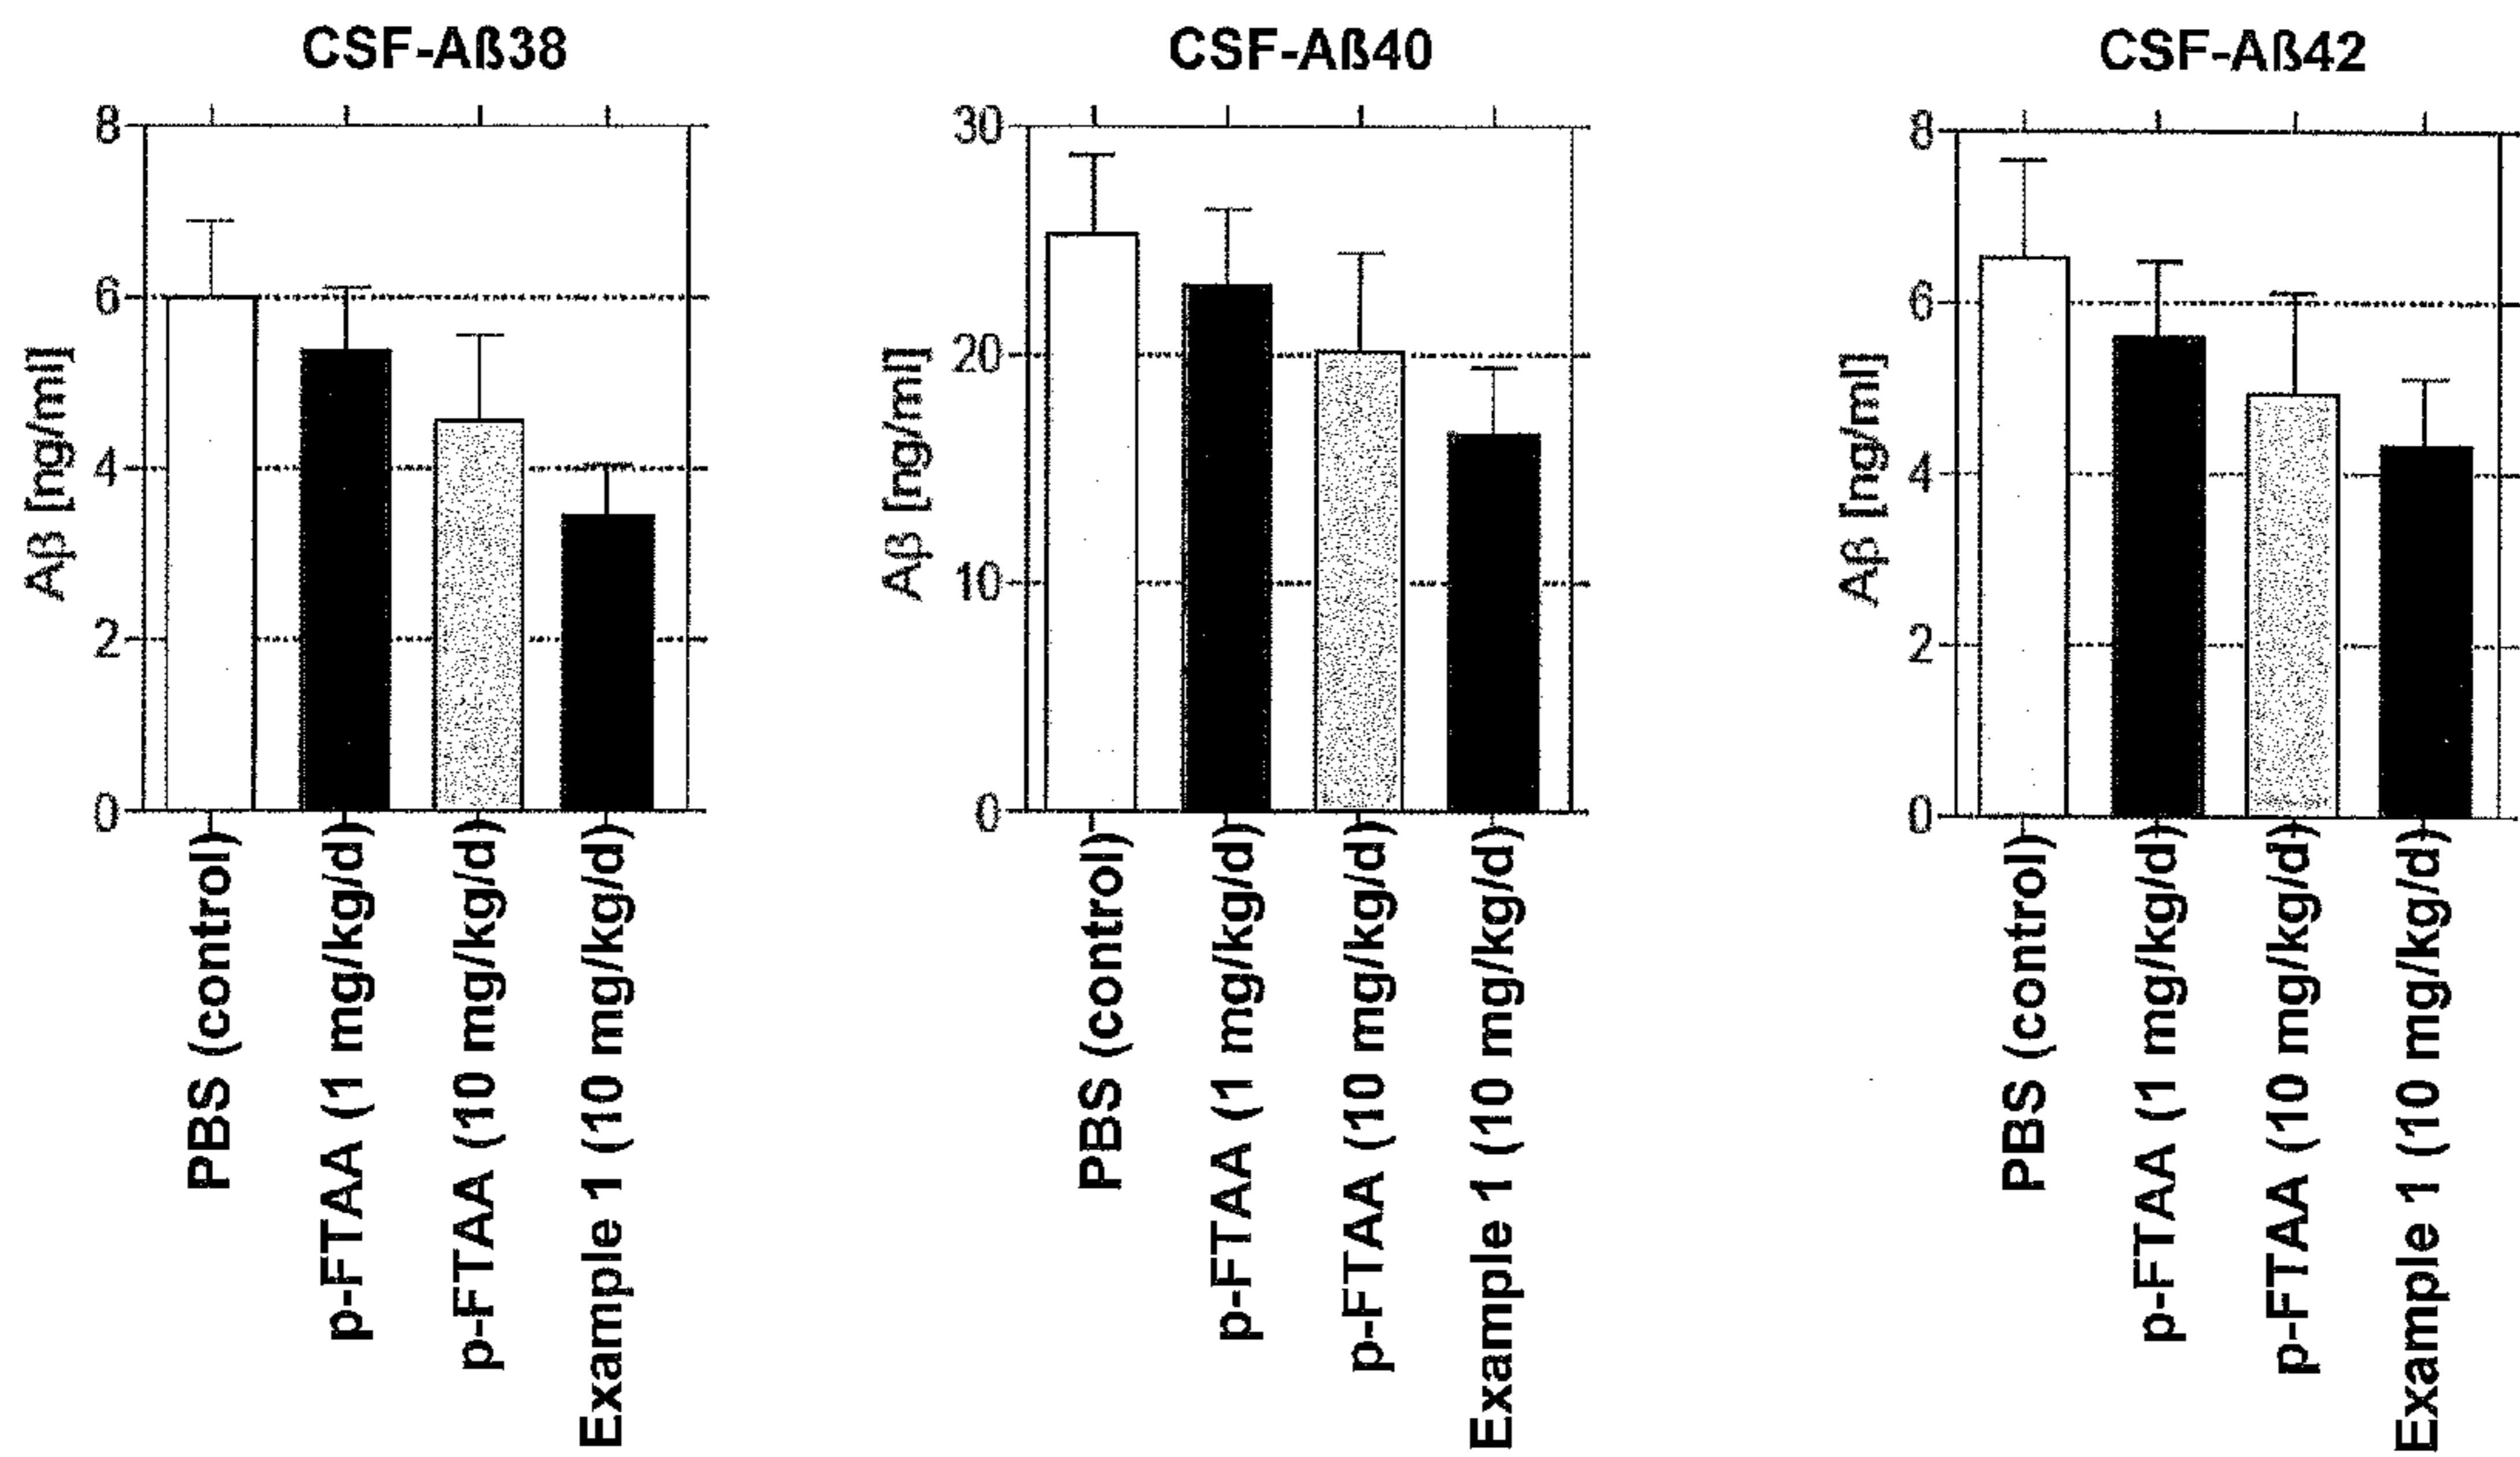 CSF-Aß38
8
6
4
2
0
Aβ [ng/ml]
PBS (control)
p-FTAA (1 mg/kg/d)
p-FTAA (10 mg/kg/d)
Example 1 (10 mg/kg/d)
CSF-Aß40
30
20
10
0
Aβ [ng/ml]
PBS (control)
p-FTAA (1 mg/kg/d)
p-FTAA (10 mg/kg/d)
Example 1 (10 mg/kg/d)
CSF-Aß42
8
6
4
2
0
Aβ [ng/ml]
PBS (control)
p-FTAA (1 mg/kg/d)
p-FTAA (10 mg/kg/d)
Example 1 (10 mg/kg/d)